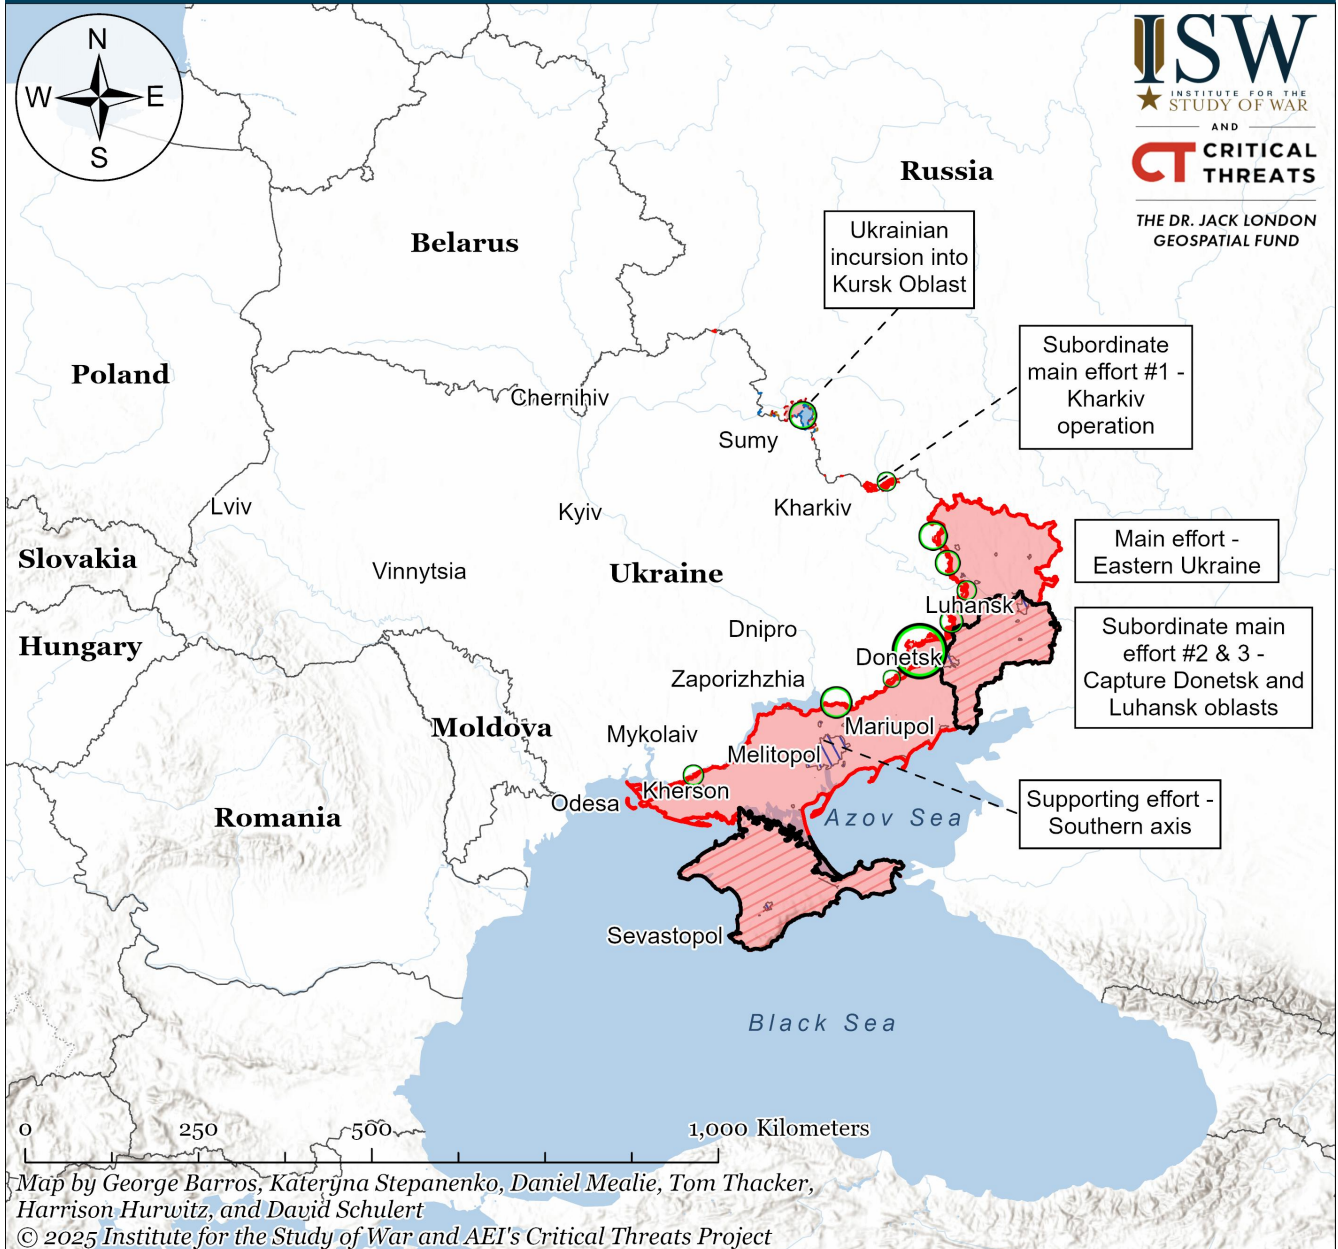 N
W E
S
ISW
INSTITUTE FOR THE
STUDY OF WAR
AND
CT CRITICAL
THREATS
THE DR. JACK LONDON
GEOSPATIAL FUND
Russia
Belarus
Ukrainian
incursion into
Kursk Oblast
Subordinate
main effort #1 -
Kharkiv
operation
Poland
Chernihiv
Sumy
Lviv
Kyiv
Kharkiv
Slovakia
Vinnytsia
Ukraine
Main effort -
Eastern Ukraine
Luhansk
Hungary
Dnipro
Donetsk
Subordinate main
effort #2 & 3 -
Capture Donetsk and
Luhansk oblasts
Zaporizhzhia
Moldova
Mykolaiv
Mariupol
Melitopol
Kherson
Odesa
Romania
Azov Sea
Supporting effort -
Southern axis
Sevastopol
Black Sea
0 250 500 1,000 Kilometers
Map by George Barros, Kateryna Stepanenko, Daniel Mealie, Tom Thacker,
Harrison Hurwitz, and David Schulert
© 2025 Institute for the Study of War and AEI's Critical Threats Project